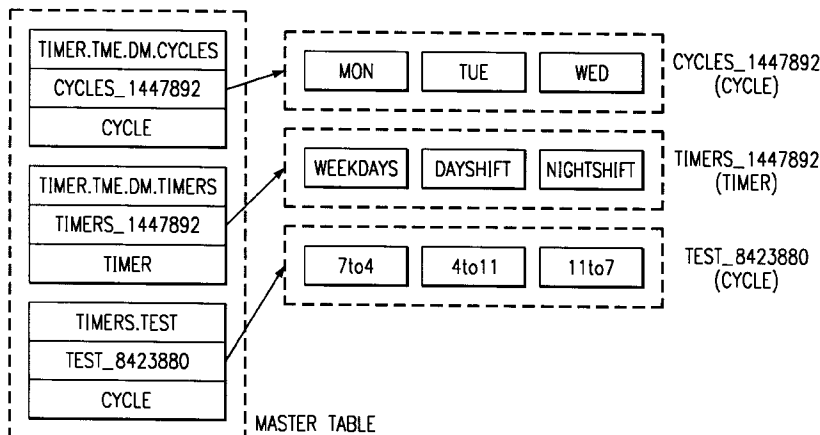 TIMER.TME.DM.CYCLES
CYCLES_1447892
CYCLE
TIMER.TME.DM.TIMERS
TIMERS_1447892
TIMER
TIMERS.TEST
TEST_8423880
CYCLE
MASTER TABLE
MON TUE WED
CYCLES_1447892
(CYCLE)
WEEKDAYS DAYSHIFT NIGHTSHIFT
TIMERS_1447892
(TIMER)
7to4 4to11 11to7
TEST_8423880
(CYCLE)